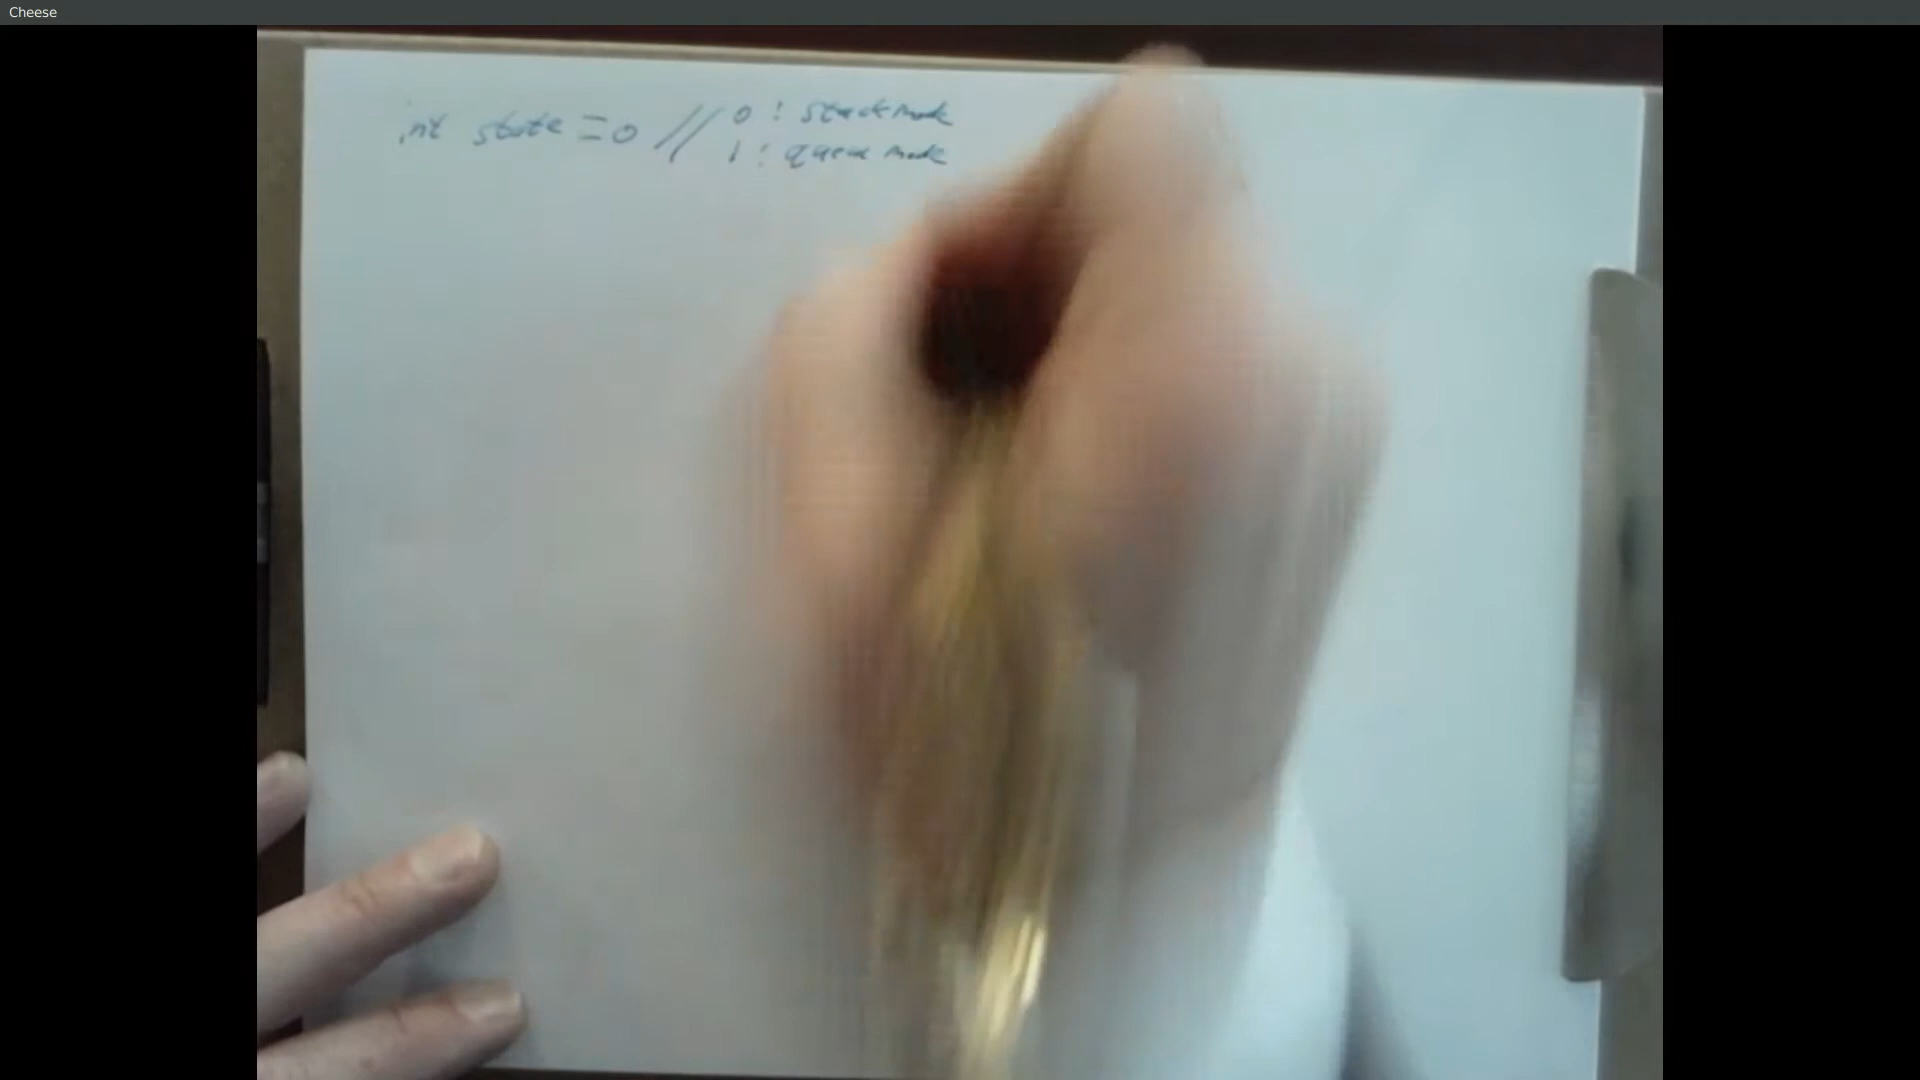 Cheese
int state = 0 // 0 : stack mode
1 : queue mode